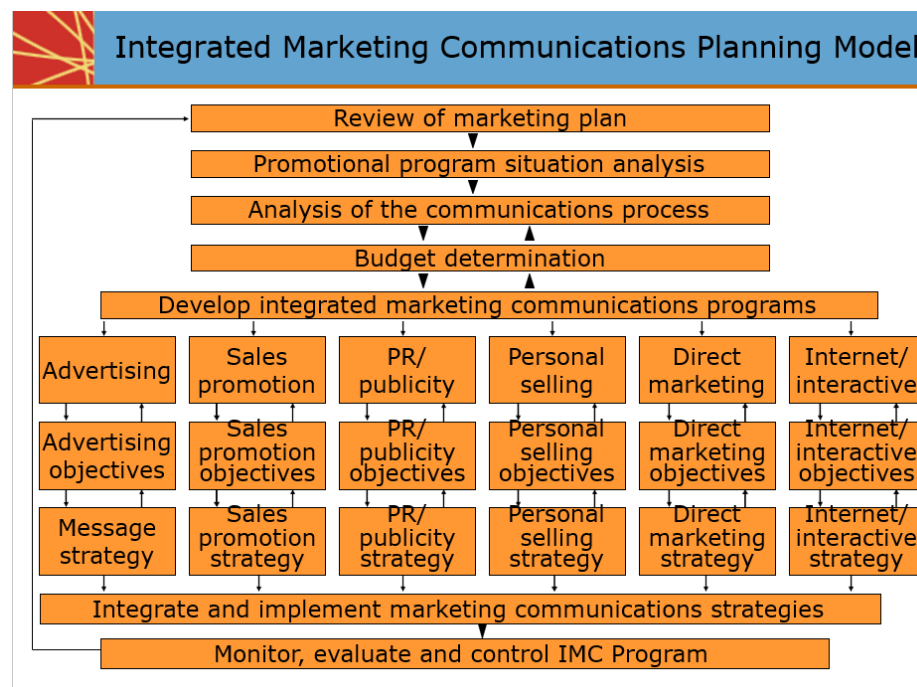 Integrated Marketing Communications Planning Model
Review of marketing plan
Promotional program situation analysis
Analysis of the communications process
Budget determination
Develop integrated marketing communications programs
Advertising
Sales
promotion
PR/
publicity
Personal
selling
Direct
marketing
Internet/
interactive
Advertising
objectives
Sales
promotion
objectives
PR/
publicity
objectives
Personal
selling
objectives
Direct
marketing
objectives
Internet/
interactive
objectives
Message
strategy
Sales
promotion
strategy
PR/
publicity
strategy
Personal
selling
strategy
Direct
marketing
strategy
Internet/
interactive
strategy
Integrate and implement marketing communications strategies
Monitor, evaluate and control IMC Program